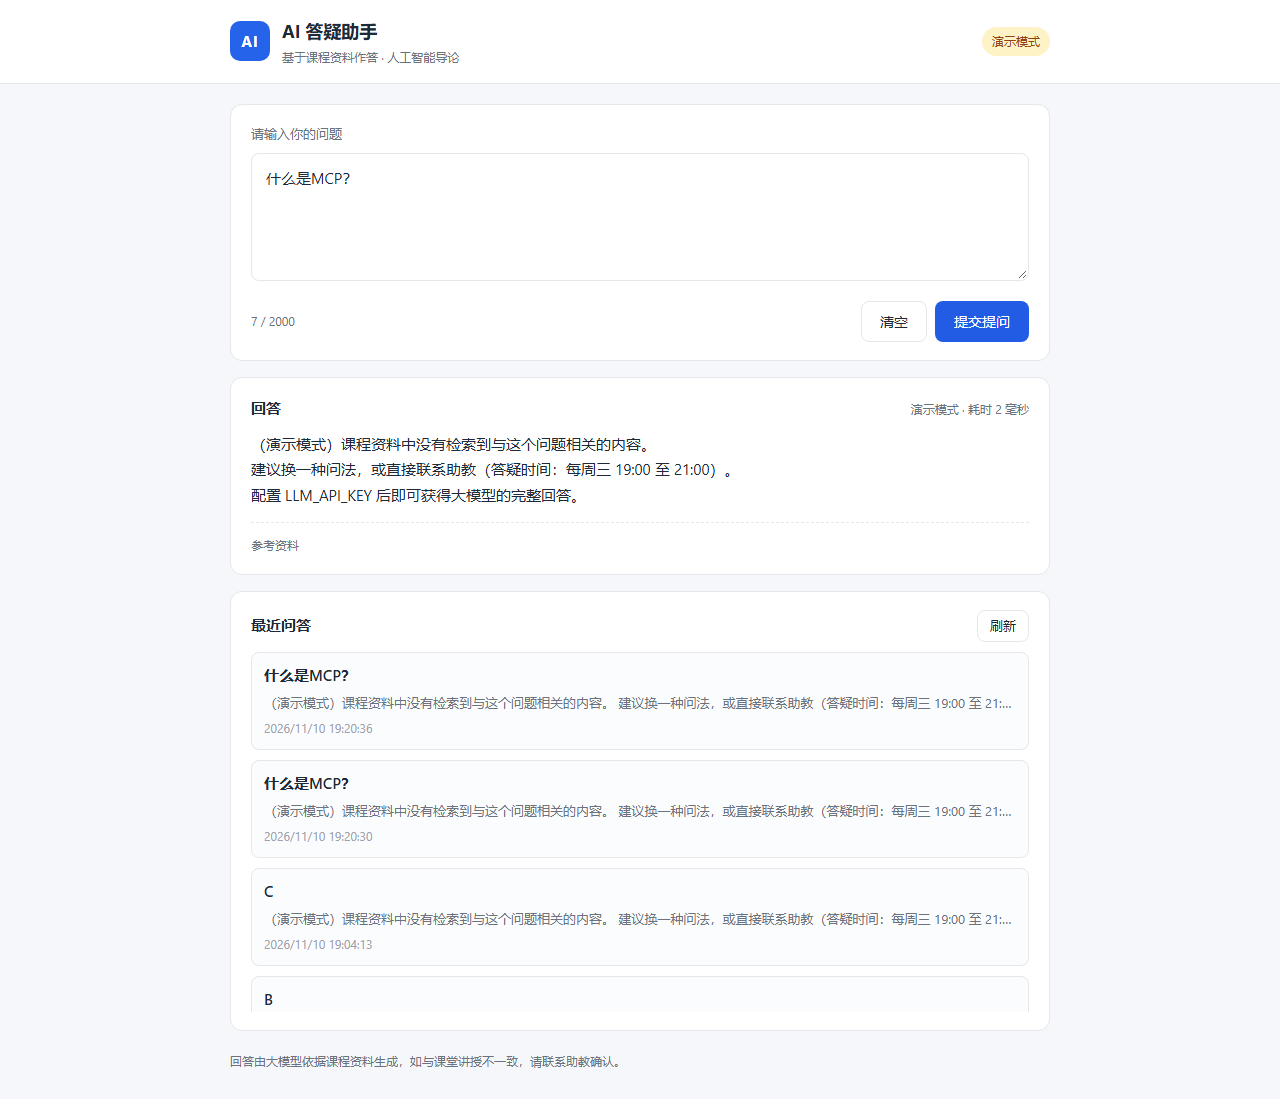 AI
AI 答疑助手
基于课程资料作答 · 人工智能导论
演示模式
请输入你的问题
什么是MCP?
7 / 2000
清空
提交提问
回答
演示模式 · 耗时 2 毫秒
（演示模式）课程资料中没有检索到与这个问题相关的内容。
建议换一种问法，或直接联系助教（答疑时间：每周三 19:00 至 21:00）。
配置 LLM_API_KEY 后即可获得大模型的完整回答。
参考资料
最近问答
刷新
什么是MCP?
（演示模式）课程资料中没有检索到与这个问题相关的内容。 建议换一种问法，或直接联系助教（答疑时间：每周三 19:00 至 21:...
2026/11/10 19:20:36
什么是MCP?
（演示模式）课程资料中没有检索到与这个问题相关的内容。 建议换一种问法，或直接联系助教（答疑时间：每周三 19:00 至 21:...
2026/11/10 19:20:30
C
（演示模式）课程资料中没有检索到与这个问题相关的内容。 建议换一种问法，或直接联系助教（答疑时间：每周三 19:00 至 21:...
2026/11/10 19:04:13
B
回答由大模型依据课程资料生成，如与课堂讲授不一致，请联系助教确认。